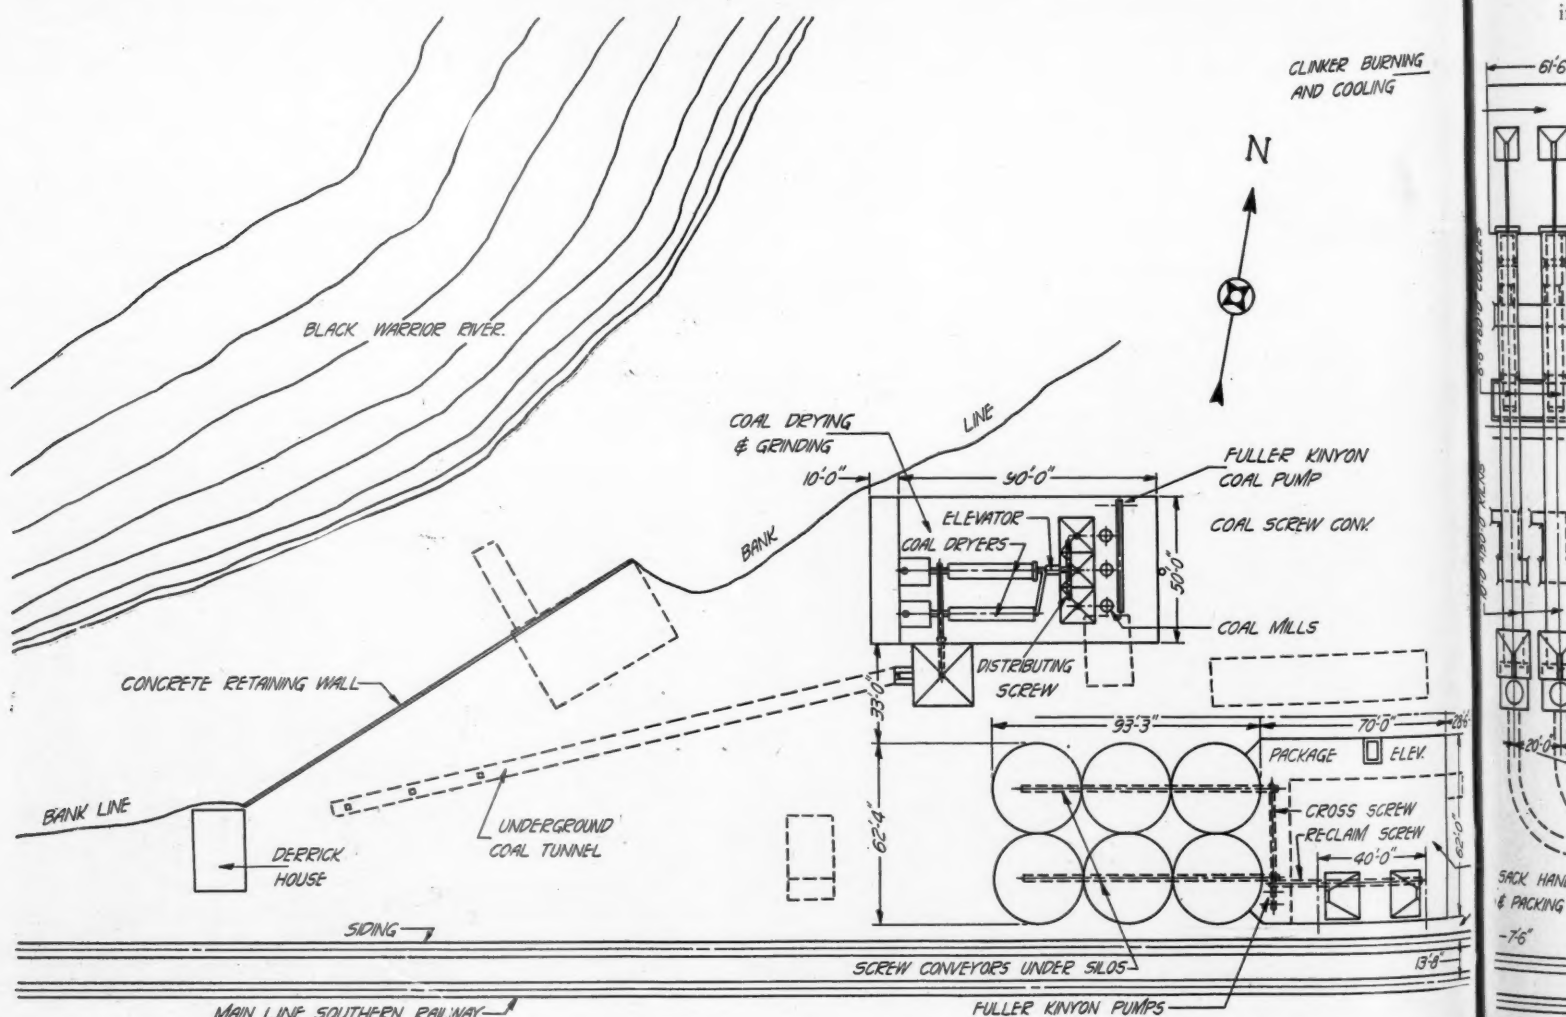 CLINKER BURNING
AND COOLING
61'-6
N
BLACK WARRIOR RIVER.
COAL DRYING
& GRINDING
LINE
BANK
10'-0"
90'-0"
FULLER KINYON
COAL PUMP
COAL SCREW CONV.
ELEVATOR
COAL DRYERS
50'-0"
COAL MILLS
DISTRIBUTING
SCREW
CONCRETE RETAINING WALL
33'-0"
93'-3"
70'-0"
20'-0"
PACKAGE
ELEV.
CROSS SCREW
RECLAIM SCREW
40'-0"
62'-0"
62'-4"
BANK LINE
UNDERGROUND
COAL TUNNEL
DERRICK
HOUSE
SACK HAN
& PACKING
SIDING
7'-6"
13'-8"
SCREW CONVEYORS UNDER SILOS
MAIN LINE SOUTHERN RAILWAY
FULLER KINYON PUMPS